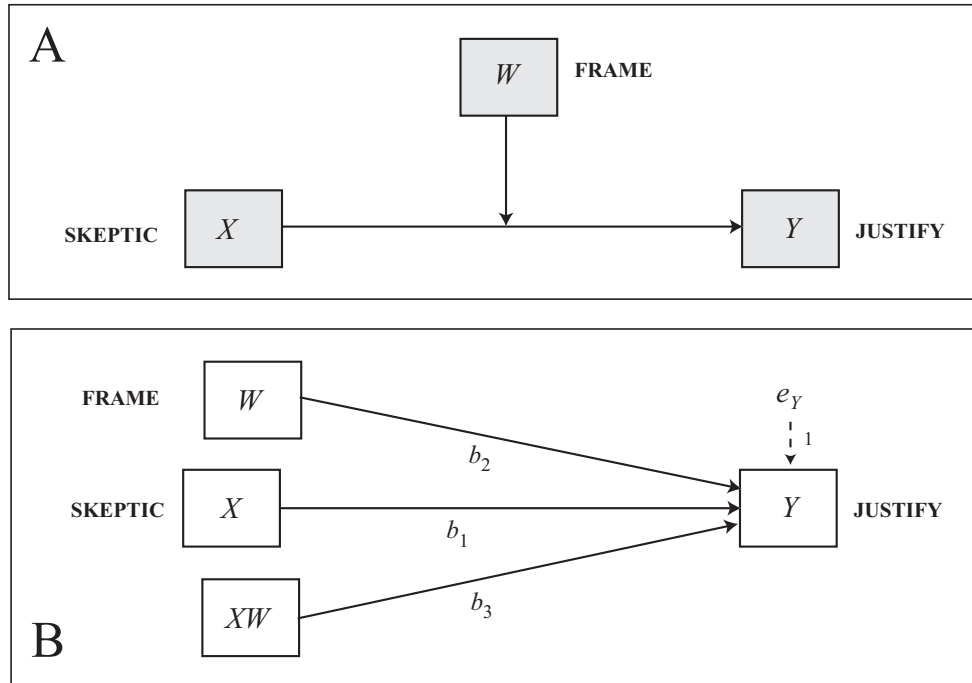 A
W
FRAME
SKEPTIC
X
Y
JUSTIFY
FRAME
W
e_Y
1
b_2
SKEPTIC
X
b_1
Y
JUSTIFY
XW
b_3
B